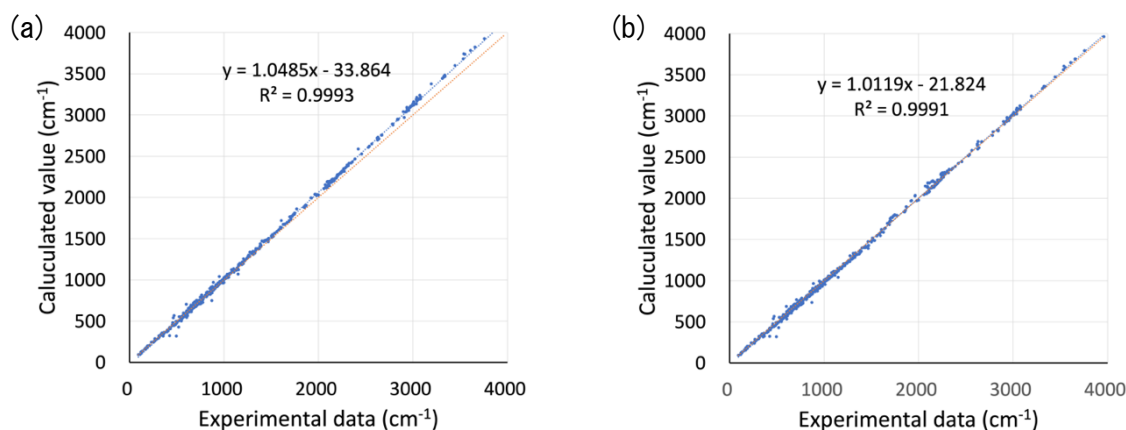 (a)
4000
3500
3000
2500
2000
1500
1000
500
0
Caluculated value (cm⁻¹)
y = 1.0485x - 33.864
R² = 0.9993
0 1000 2000 3000 4000
Experimental data (cm⁻¹)
(b)
4000
3500
3000
2500
2000
1500
1000
500
0
Caluculated value (cm⁻¹)
y = 1.0119x - 21.824
R² = 0.9991
0 1000 2000 3000 4000
Experimental data (cm⁻¹)